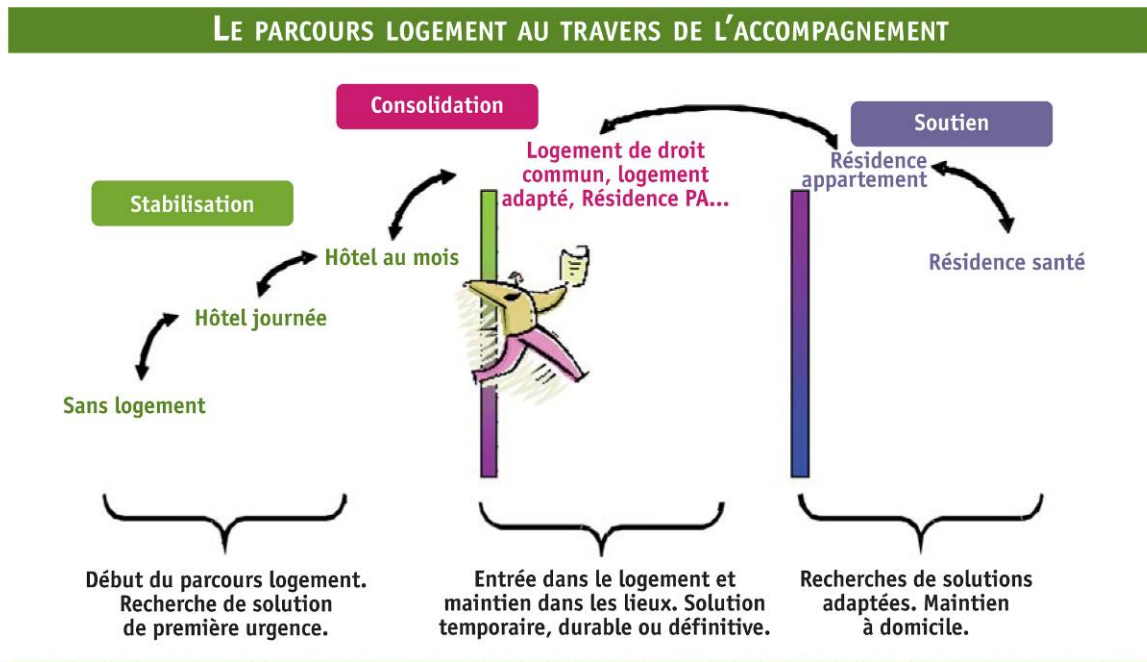 LE PARCOURS LOGEMENT AU TRAVERS DE L'ACCOMPAGNEMENT
Stabilisation
Sans logement
Hôtel journée
Hôtel au mois
Consolidation
Logement de droit
commun, logement
adapté, Résidence PA...
Soutien
Résidence
appartement
Résidence santé
Début du parcours logement.
Recherche de solution
de première urgence.
Entrée dans le logement et
maintien dans les lieux. Solution
temporaire, durable ou définitive.
Recherches de solutions
adaptées. Maintien
à domicile.